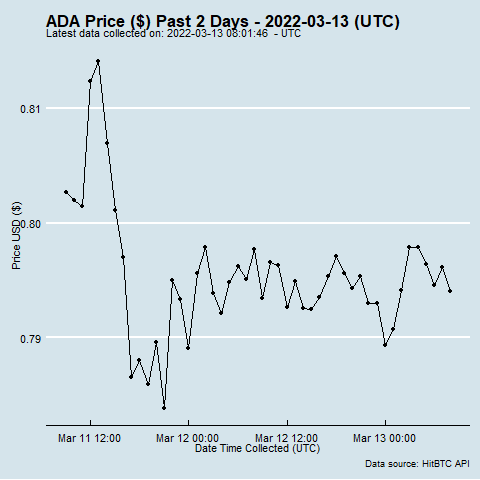 ADA Price ($) Past 2 Days - 2022-03-13 (UTC)
Latest data collected on: 2022-03-13 08:01:46  - UTC
0.81
0.80
0.79
Price USD ($)
Mar 11 12:00
Mar 12 00:00
Mar 12 12:00
Mar 13 00:00
Date Time Collected (UTC)
Data source: HitBTC API